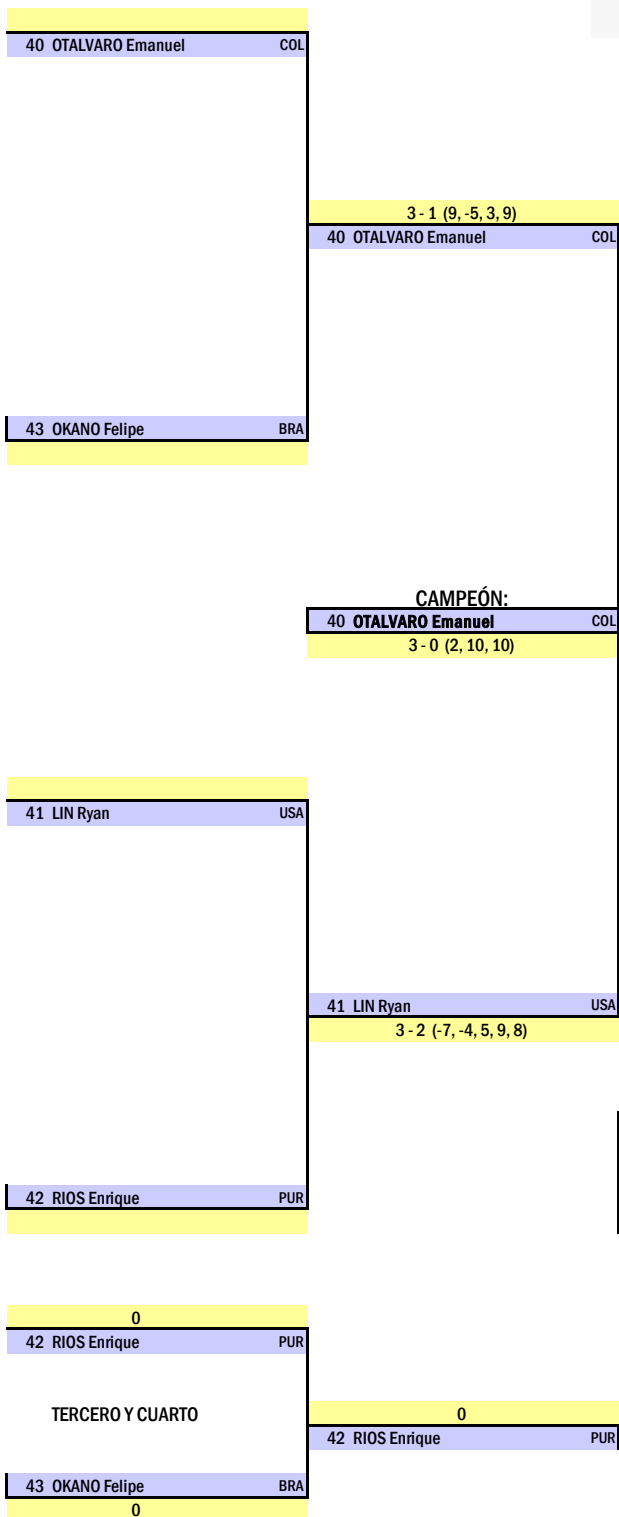 40 OTALVARO Emanuel COL
3 - 1 (9, -5, 3, 9)
40 OTALVARO Emanuel COL
43 OKANO Felipe BRA
CAMPEÓN:
40 OTALVARO Emanuel COL
3 - 0 (2, 10, 10)
41 LIN Ryan USA
41 LIN Ryan USA
3 - 2 (-7, -4, 5, 9, 8)
42 RIOS Enrique PUR
0
42 RIOS Enrique PUR
TERCERO Y CUARTO
0
42 RIOS Enrique PUR
43 OKANO Felipe BRA
0